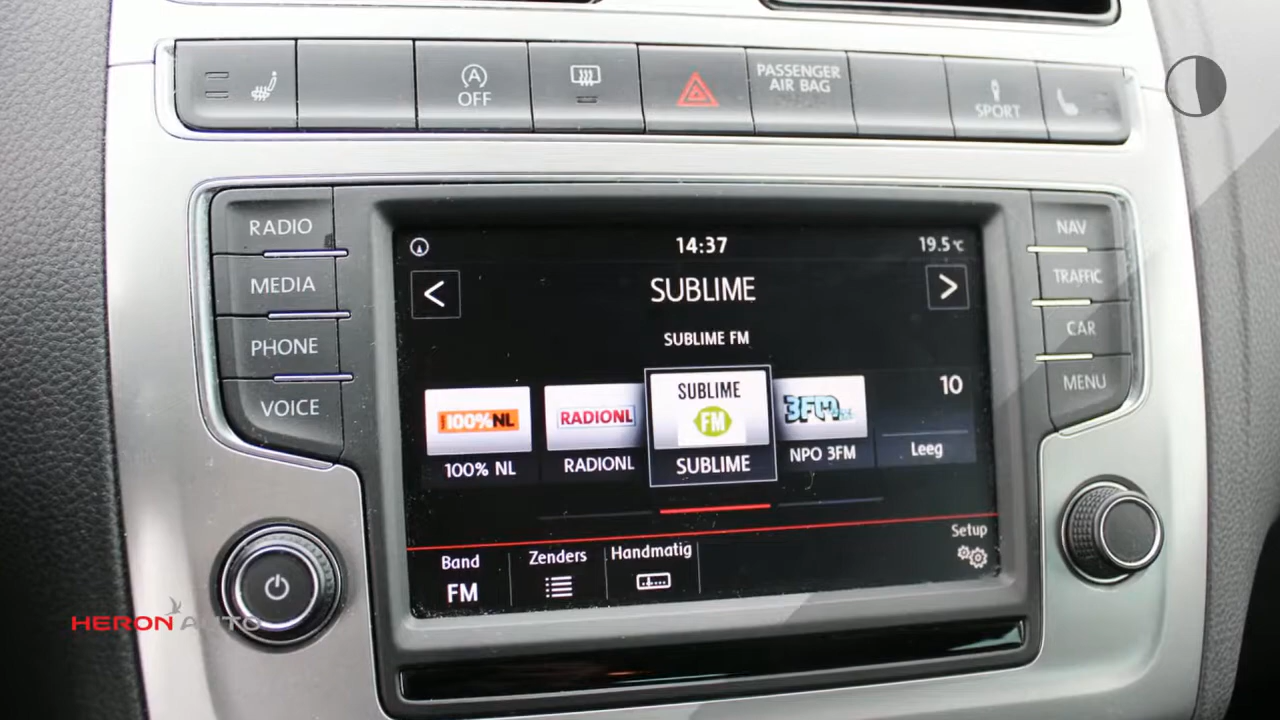 A OFF
PASSENGER AIR BAG
SPORT
RADIO
MEDIA
PHONE
VOICE
NAV
TRAFFIC
CAR
MENU
14:37
19.5°C
<
SUBLIME
>
SUBLIME FM
100%NL
100% NL
RADIONL
RADIONL
SUBLIME
FM
SUBLIME
3FM
NPO 3FM
10
Leeg
Band
FM
Zenders
Handmatig
Setup
HERON AUTO